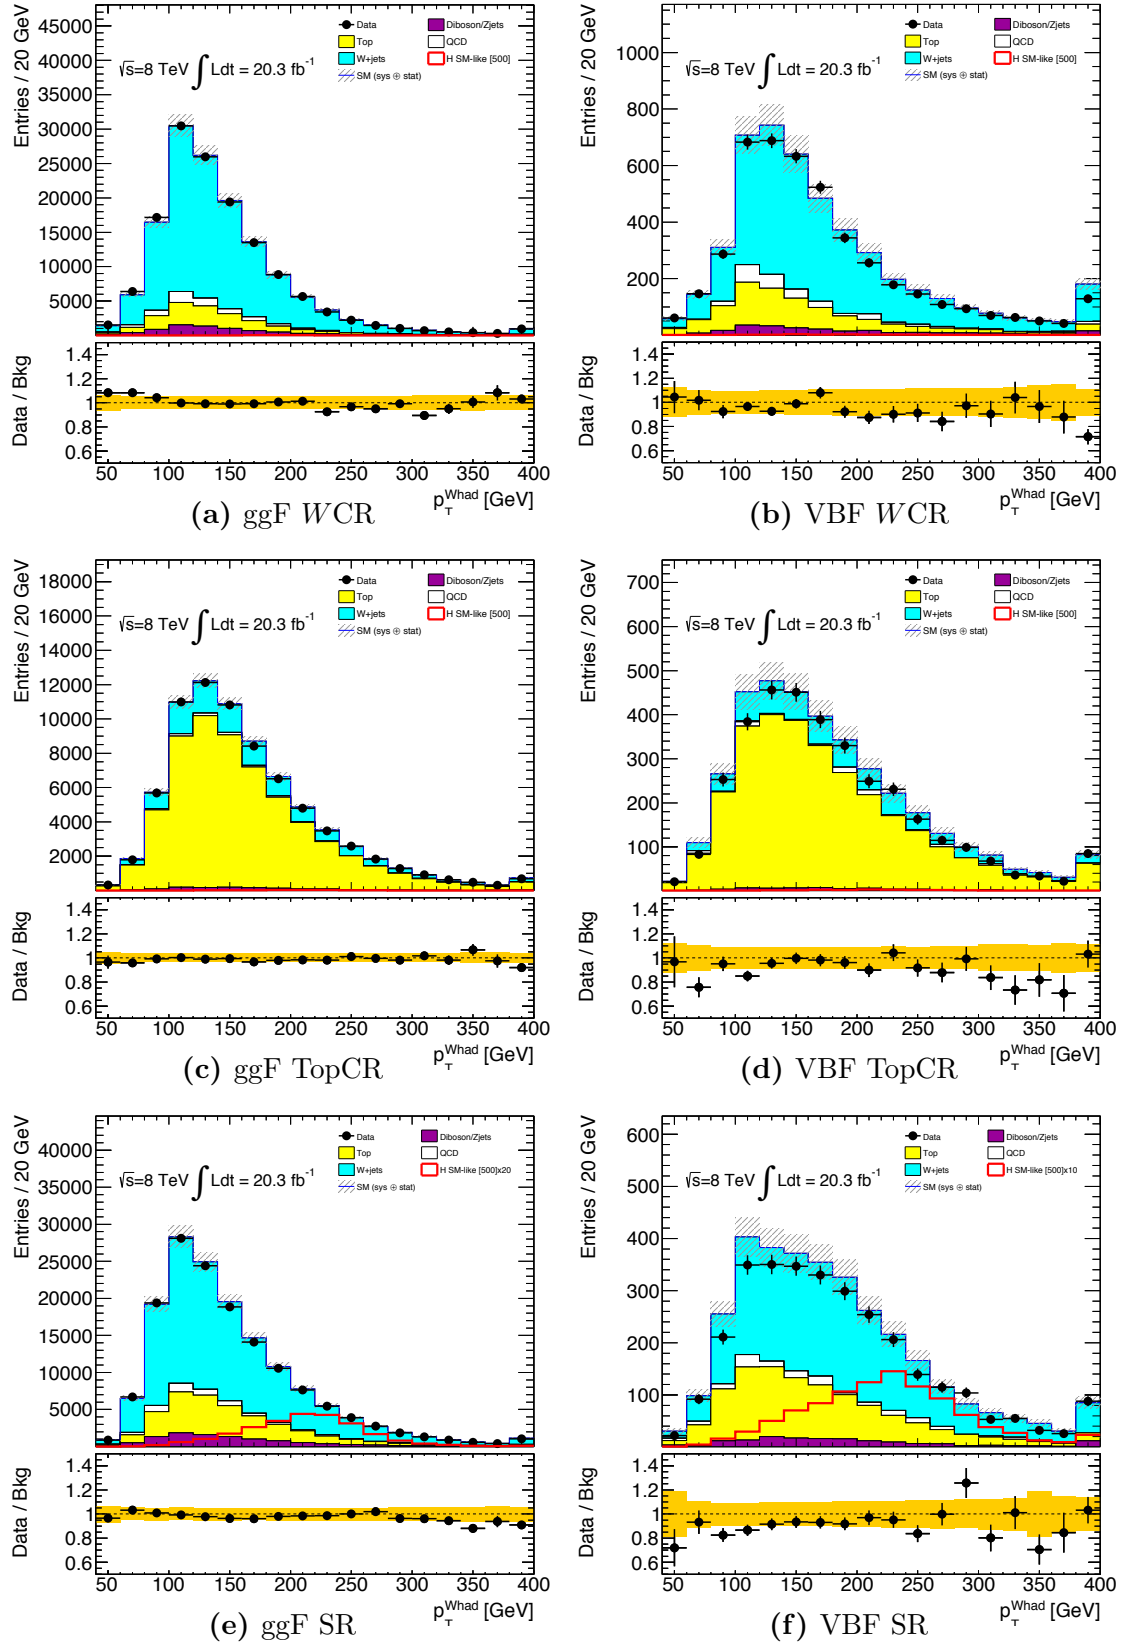 Entries / 20 GeV
45000
40000
35000
30000
25000
20000
15000
10000
5000
Data
Top
W+jets
SM (sys ⊕ stat)
Diboson/Zjets
QCD
H SM-like [500]
√s=8 TeV ∫ Ldt = 20.3 fb⁻¹
Data / Bkg
1.4
1.2
1
0.8
0.6
50 100 150 200 250 300 350 400
p_T^Whad [GeV]
(a) ggF WCR
Entries / 20 GeV
1000
800
600
400
200
Data
Top
W+jets
SM (sys ⊕ stat)
Diboson/Zjets
QCD
H SM-like [500]
√s=8 TeV ∫ Ldt = 20.3 fb⁻¹
Data / Bkg
1.4
1.2
1
0.8
0.6
50 100 150 200 250 300 350 400
p_T^Whad [GeV]
(b) VBF WCR
Entries / 20 GeV
18000
16000
14000
12000
10000
8000
6000
4000
2000
Data
Top
W+jets
SM (sys ⊕ stat)
Diboson/Zjets
QCD
H SM-like [500]
√s=8 TeV ∫ Ldt = 20.3 fb⁻¹
Data / Bkg
1.4
1.2
1
0.8
0.6
50 100 150 200 250 300 350 400
p_T^Whad [GeV]
(c) ggF TopCR
Entries / 20 GeV
700
600
500
400
300
200
100
Data
Top
W+jets
SM (sys ⊕ stat)
Diboson/Zjets
QCD
H SM-like [500]
√s=8 TeV ∫ Ldt = 20.3 fb⁻¹
Data / Bkg
1.4
1.2
1
0.8
0.6
50 100 150 200 250 300 350 400
p_T^Whad [GeV]
(d) VBF TopCR
Entries / 20 GeV
40000
35000
30000
25000
20000
15000
10000
5000
Data
Top
W+jets
SM (sys ⊕ stat)
Diboson/Zjets
QCD
H SM-like [500]x20
√s=8 TeV ∫ Ldt = 20.3 fb⁻¹
Data / Bkg
1.4
1.2
1
0.8
0.6
50 100 150 200 250 300 350 400
p_T^Whad [GeV]
(e) ggF SR
Entries / 20 GeV
600
500
400
300
200
100
Data
Top
W+jets
SM (sys ⊕ stat)
Diboson/Zjets
QCD
H SM-like [500]x10
√s=8 TeV ∫ Ldt = 20.3 fb⁻¹
Data / Bkg
1.4
1.2
1
0.8
0.6
50 100 150 200 250 300 350 400
p_T^Whad [GeV]
(f) VBF SR